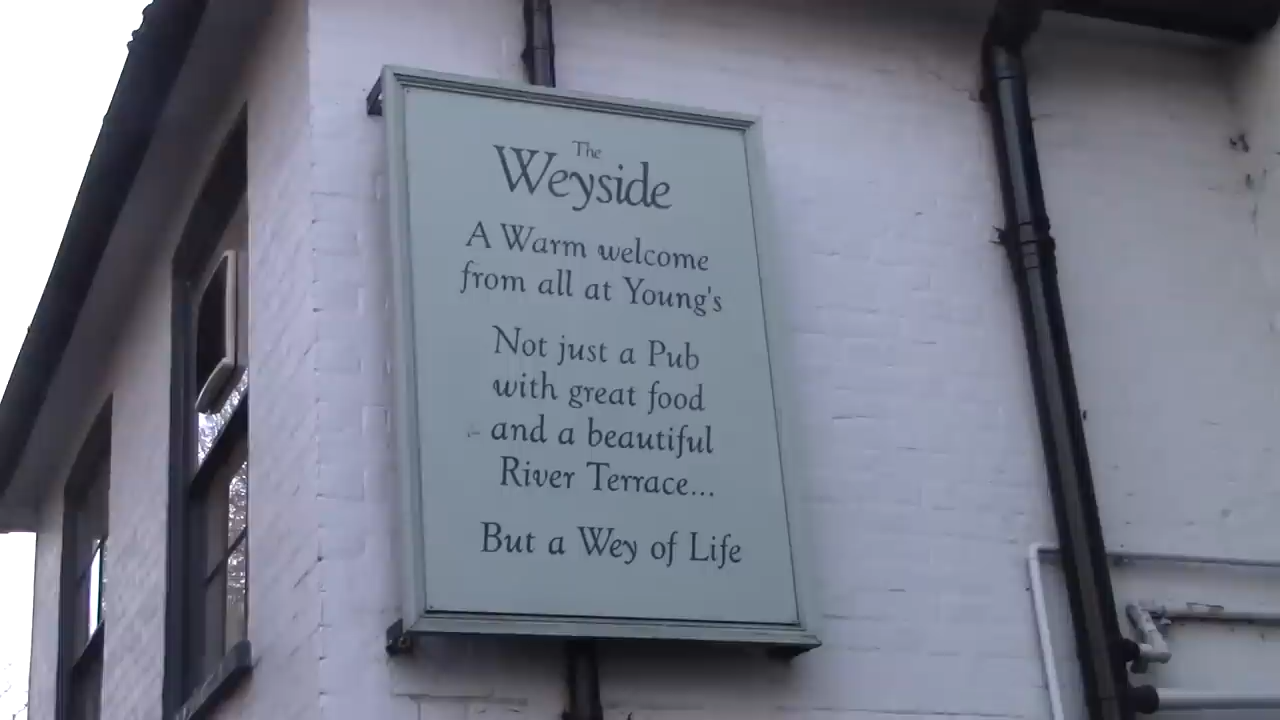 The
Weyside
A Warm welcome
from all at Young's
Not just a Pub
with great food
and a beautiful
River Terrace...
But a Wey of Life